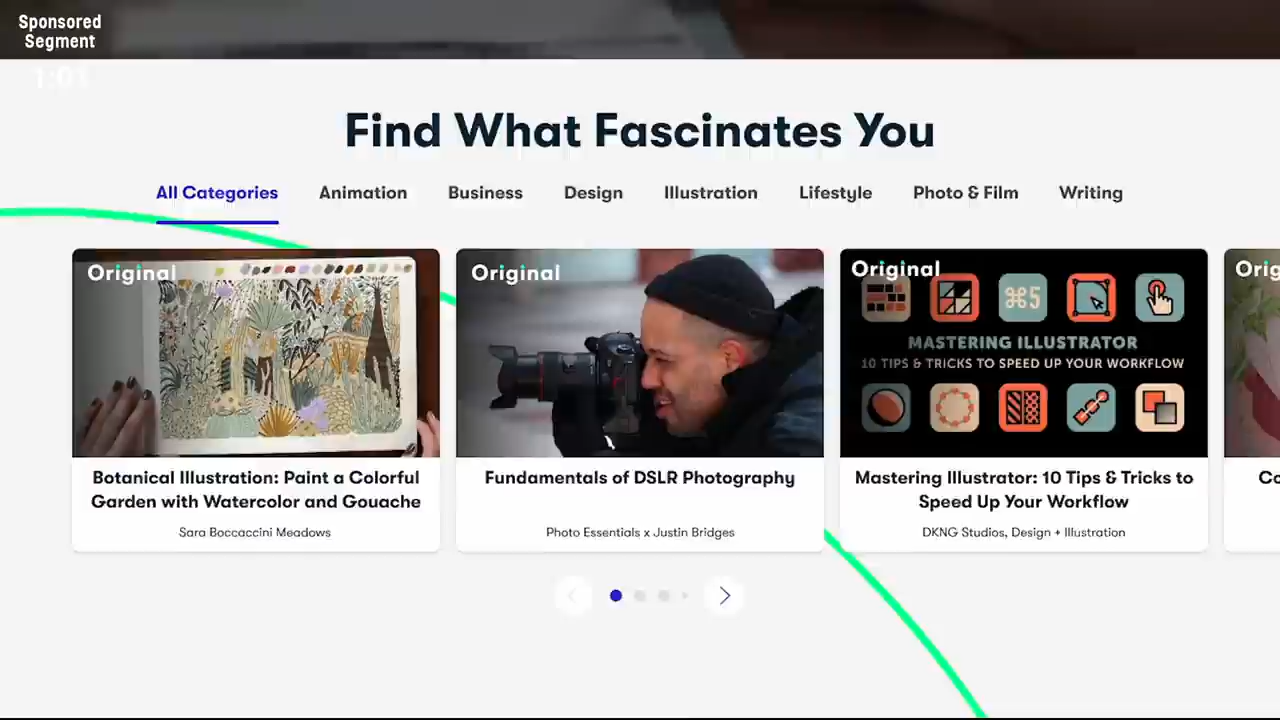 Sponsored
Segment
1:01
Find What Fascinates You
All Categories
Animation
Business
Design
Illustration
Lifestyle
Photo & Film
Writing
Original
Original
Original
⌘5
MASTERING ILLUSTRATOR
10 TIPS & TRICKS TO SPEED UP YOUR WORKFLOW
Botanical Illustration: Paint a Colorful
Garden with Watercolor and Gouache
Sara Boccaccini Meadows
Fundamentals of DSLR Photography
Photo Essentials x Justin Bridges
Mastering Illustrator: 10 Tips & Tricks to
Speed Up Your Workflow
DKNG Studios, Design + Illustration